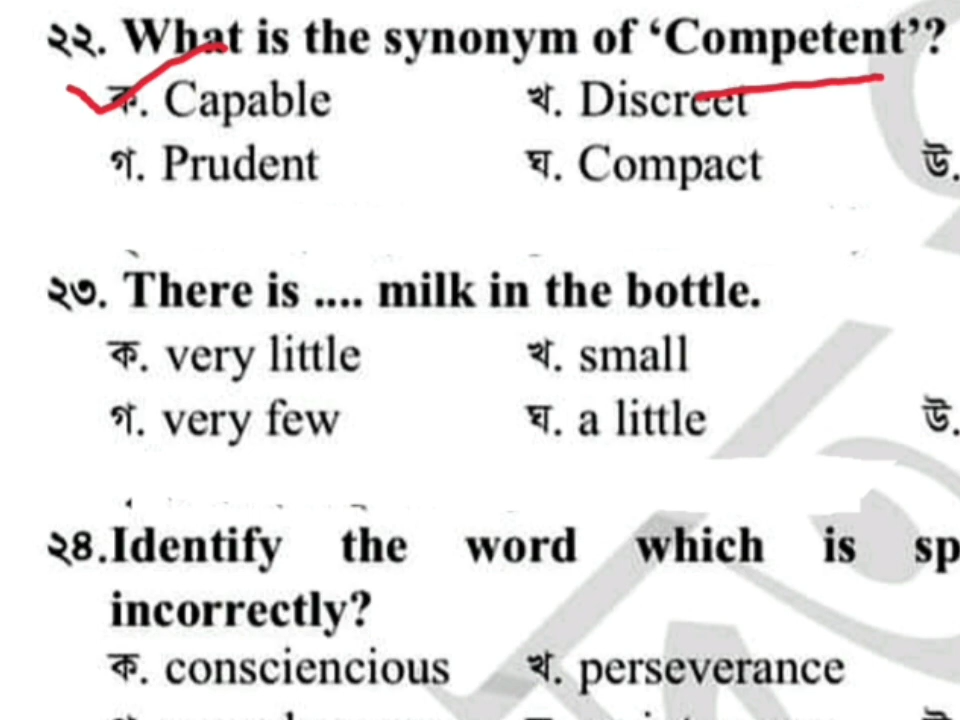 ২২. What is the synonym of ‘Competent’?
ক. Capable খ. Discreet
গ. Prudent ঘ. Compact উ.
২৩. There is .... milk in the bottle.
ক. very little খ. small
গ. very few ঘ. a little উ.
২৪. Identify the word which is sp
incorrectly?
ক. consciencious খ. perseverance